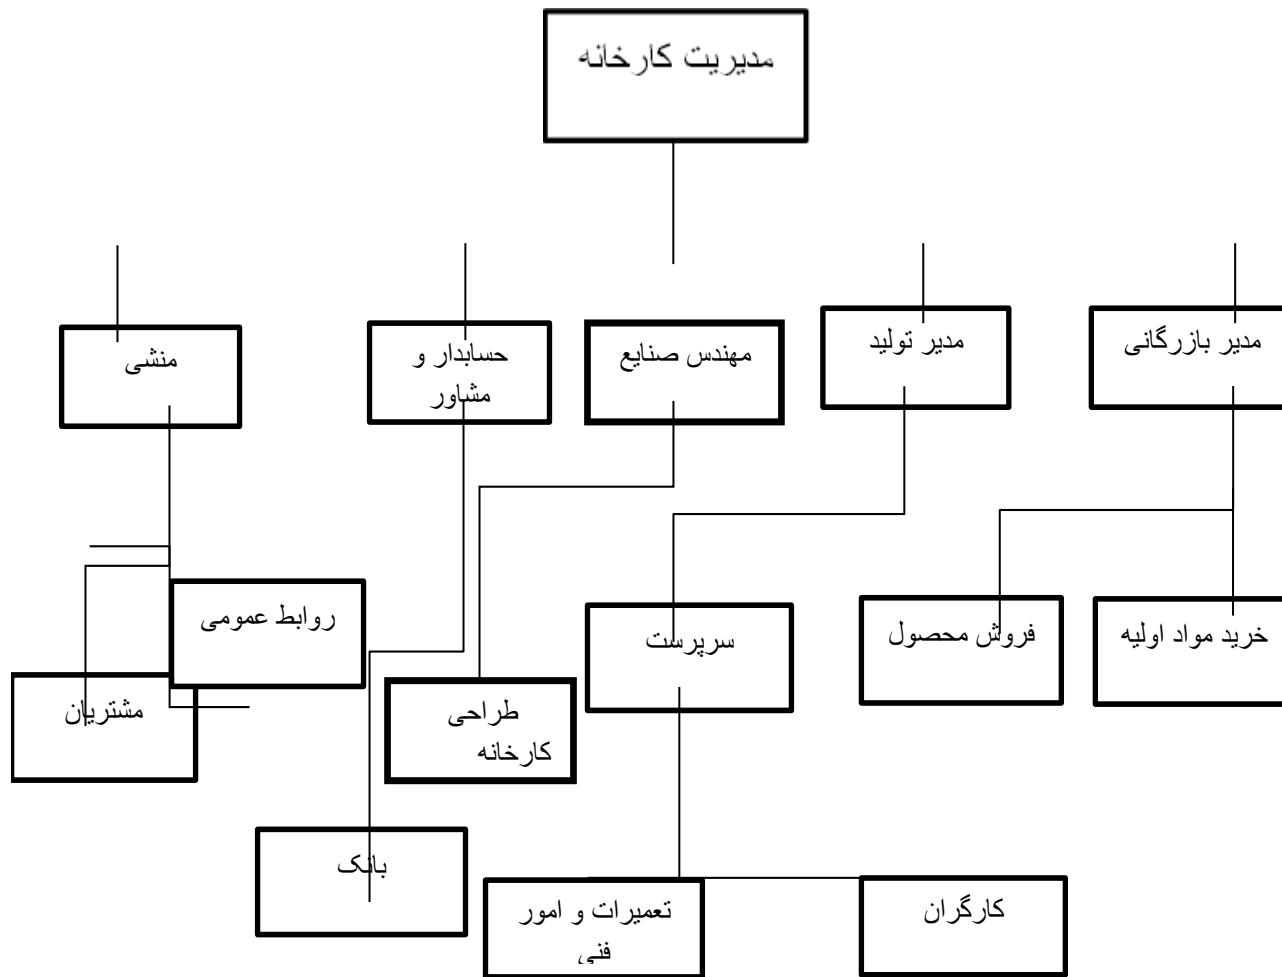 مدیریت کارخانه
مدیر بازرگانی
مدیر تولید
مهندس صنایع
حسابدار و
مشاور
منشی
خرید مواد اولیه
فروش محصول
سرپرست
روابط عمومی
مشتریان
طراحی
کارخانه
بانک
کارگران
تعمیرات و امور
فنی